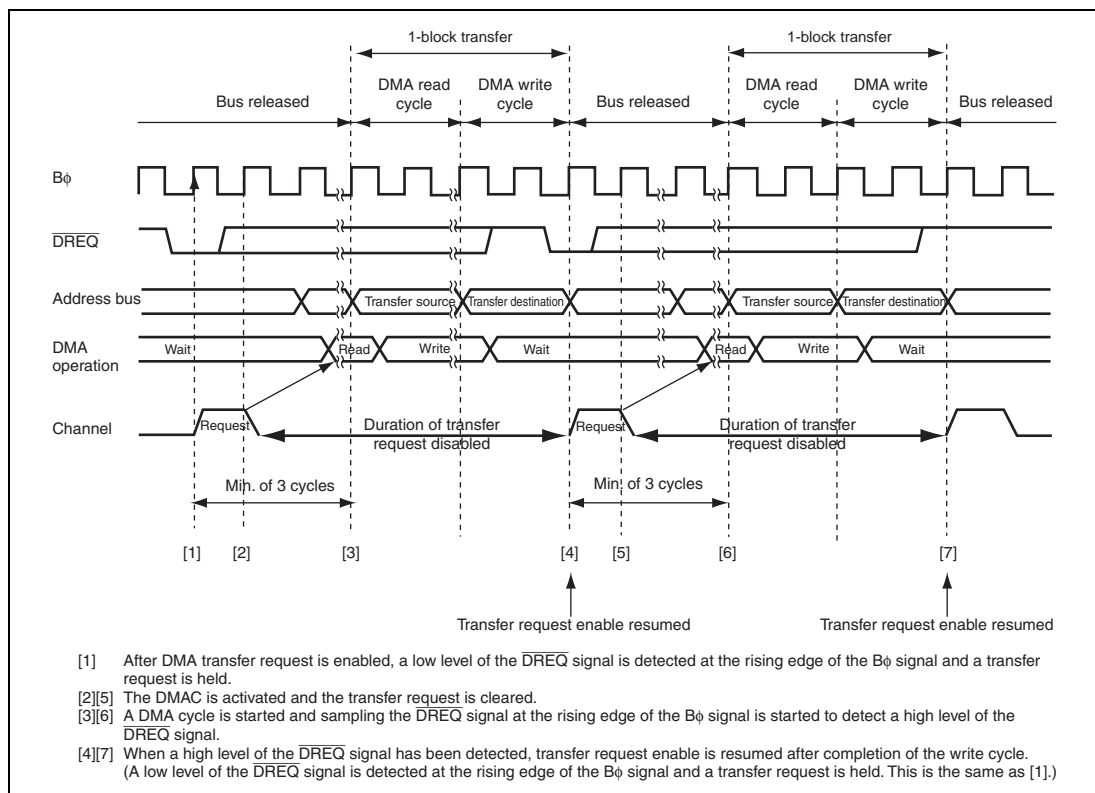 1-block transfer 1-block transfer
DMA read DMA write DMA read DMA write
Bus released cycle cycle Bus released cycle cycle Bus released
Bφ
DREQ
Address bus Transfer source Transfer destination Transfer source Transfer destination
DMA operation Wait Read Write Wait Read Write Wait
Channel Request Duration of transfer request disabled Request Duration of transfer request disabled
Min. of 3 cycles Min. of 3 cycles
[1] [2] [3] [4] [5] [6] [7]
Transfer request enable resumed Transfer request enable resumed
[1] After DMA transfer request is enabled, a low level of the DREQ signal is detected at the rising edge of the Bφ signal and a transfer
request is held.
[2][5] The DMAC is activated and the transfer request is cleared.
[3][6] A DMA cycle is started and sampling the DREQ signal at the rising edge of the Bφ signal is started to detect a high level of the
DREQ signal.
[4][7] When a high level of the DREQ signal has been detected, transfer request enable is resumed after completion of the write cycle.
(A low level of the DREQ signal is detected at the rising edge of the Bφ signal and a transfer request is held. This is the same as [1].)